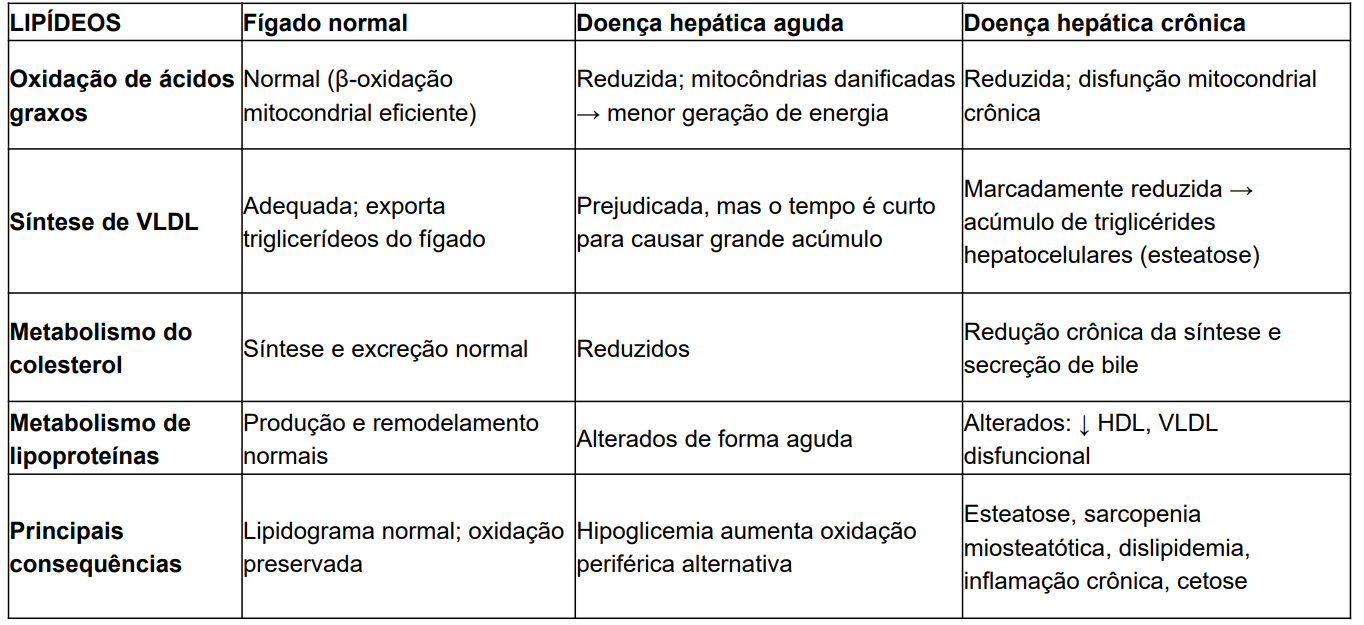 LIPÍDEOS
Fígado normal
Doença hepática aguda
Doença hepática crônica
Oxidação de ácidos
graxos
Normal (β-oxidação
mitocondrial eficiente)
Reduzida; mitocôndrias danificadas
→ menor geração de energia
Reduzida; disfunção mitocondrial
crônica
Síntese de VLDL
Adequada; exporta
triglicerídeos do fígado
Prejudicada, mas o tempo é curto
para causar grande acúmulo
Marcadamente reduzida →
acúmulo de triglicérides
hepatocelulares (esteatose)
Metabolismo do
colesterol
Síntese e excreção normal
Reduzidos
Redução crônica da síntese e
secreção de bile
Metabolismo de
lipoproteínas
Produção e remodelamento
normais
Alterados de forma aguda
Alterados: ↓ HDL, VLDL
disfuncional
Principais
consequências
Lipidograma normal; oxidação
preservada
Hipoglicemia aumenta oxidação
periférica alternativa
Esteatose, sarcopenia
miosteatótica, dislipidemia,
inflamação crônica, cetose